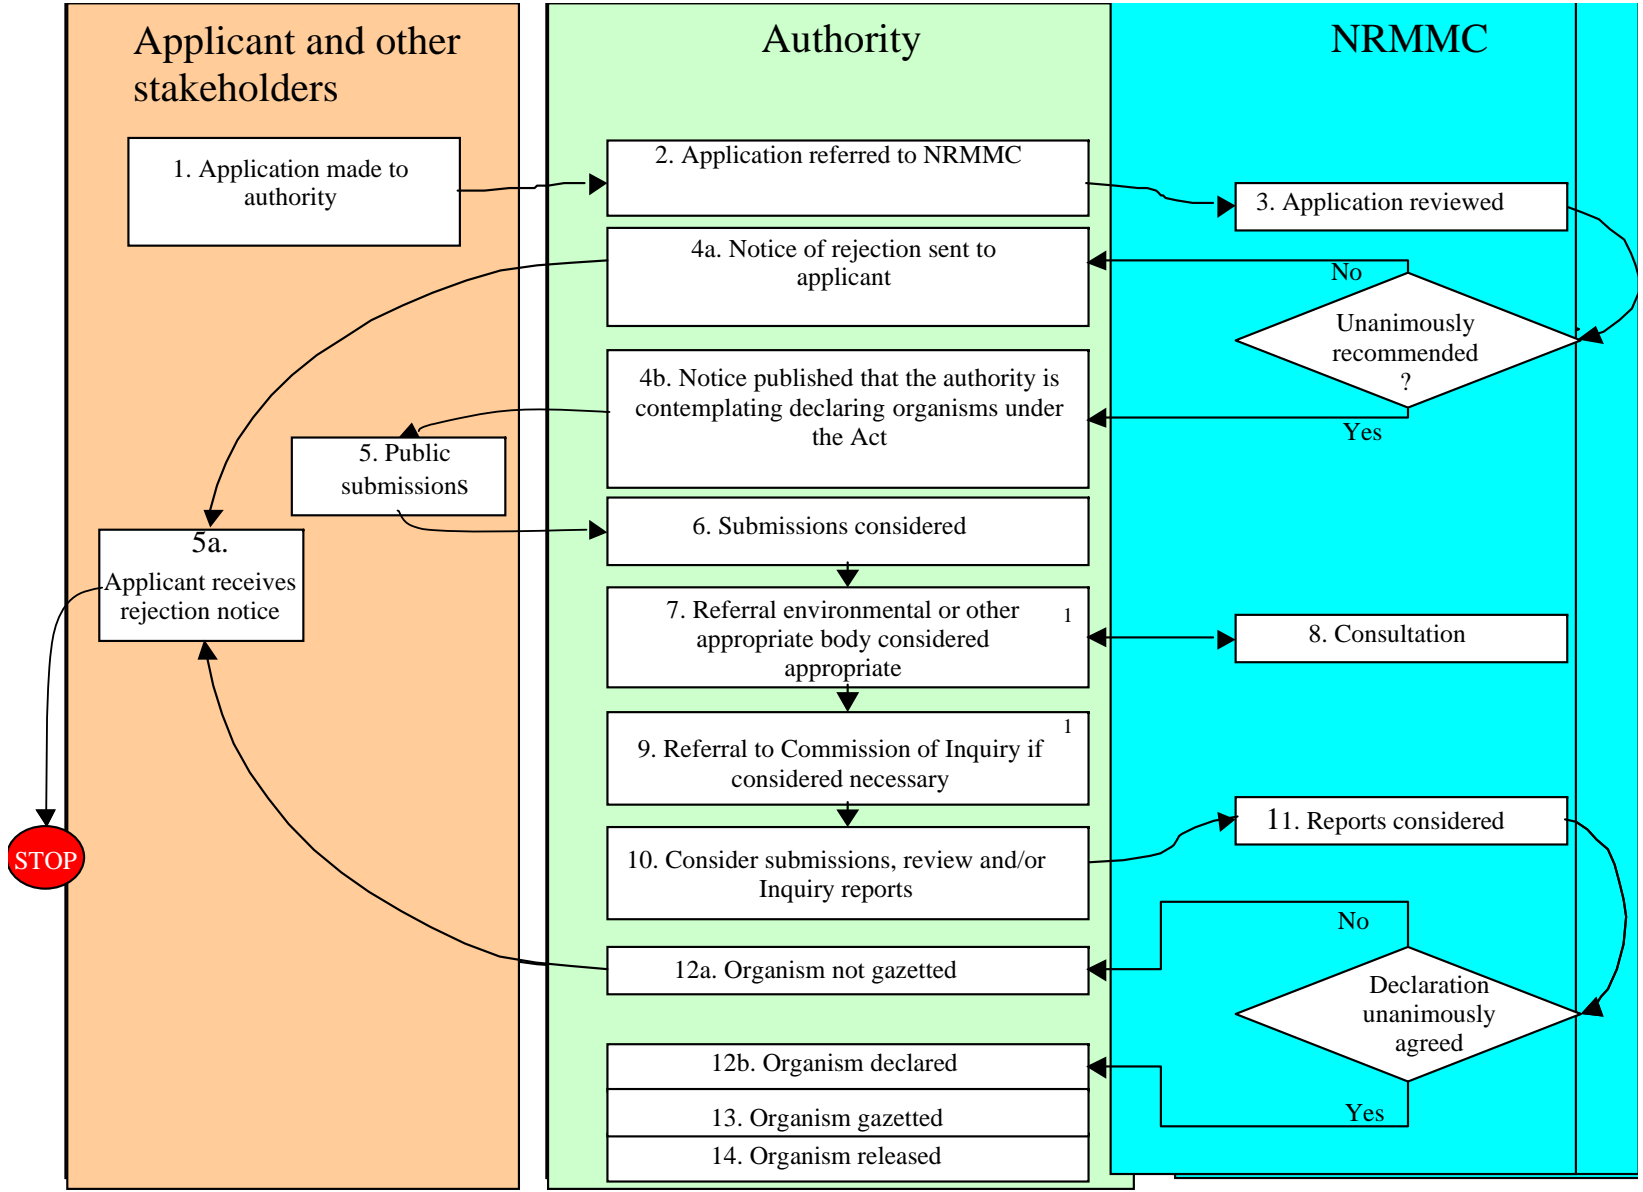 Applicant and other
stakeholders
Authority
NRMMC
1. Application made to
authority
2. Application referred to NRMMC
3. Application reviewed
4a. Notice of rejection sent to
applicant
No
Unanimously
recommended
?
Yes
4b. Notice published that the authority is
contemplating declaring organisms under
the Act
5. Public
submissions
6. Submissions considered
5a.
Applicant receives
rejection notice
7. Referral environmental or other
appropriate body considered
appropriate
1
8. Consultation
9. Referral to Commission of Inquiry if
considered necessary
1
10. Consider submissions, review and/or
Inquiry reports
11. Reports considered
STOP
No
Declaration
unanimously
agreed
Yes
12a. Organism not gazetted
12b. Organism declared
13. Organism gazetted
14. Organism released